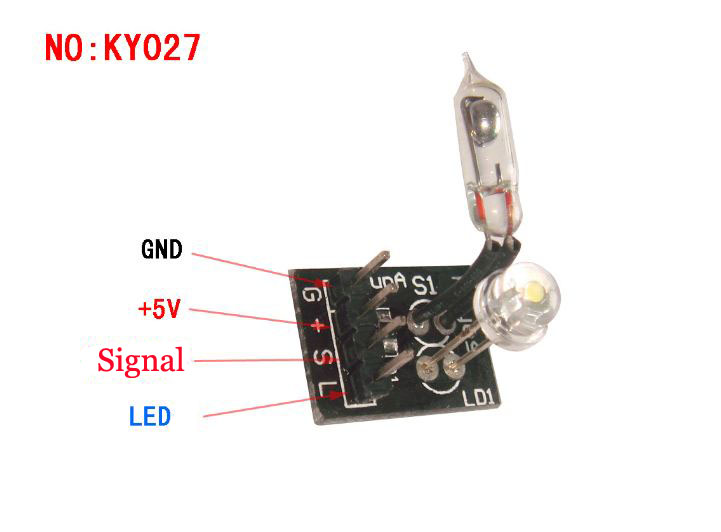 NO:KY027
GND
+5V
Signal
LED
S1
G
+
S
L
LD1